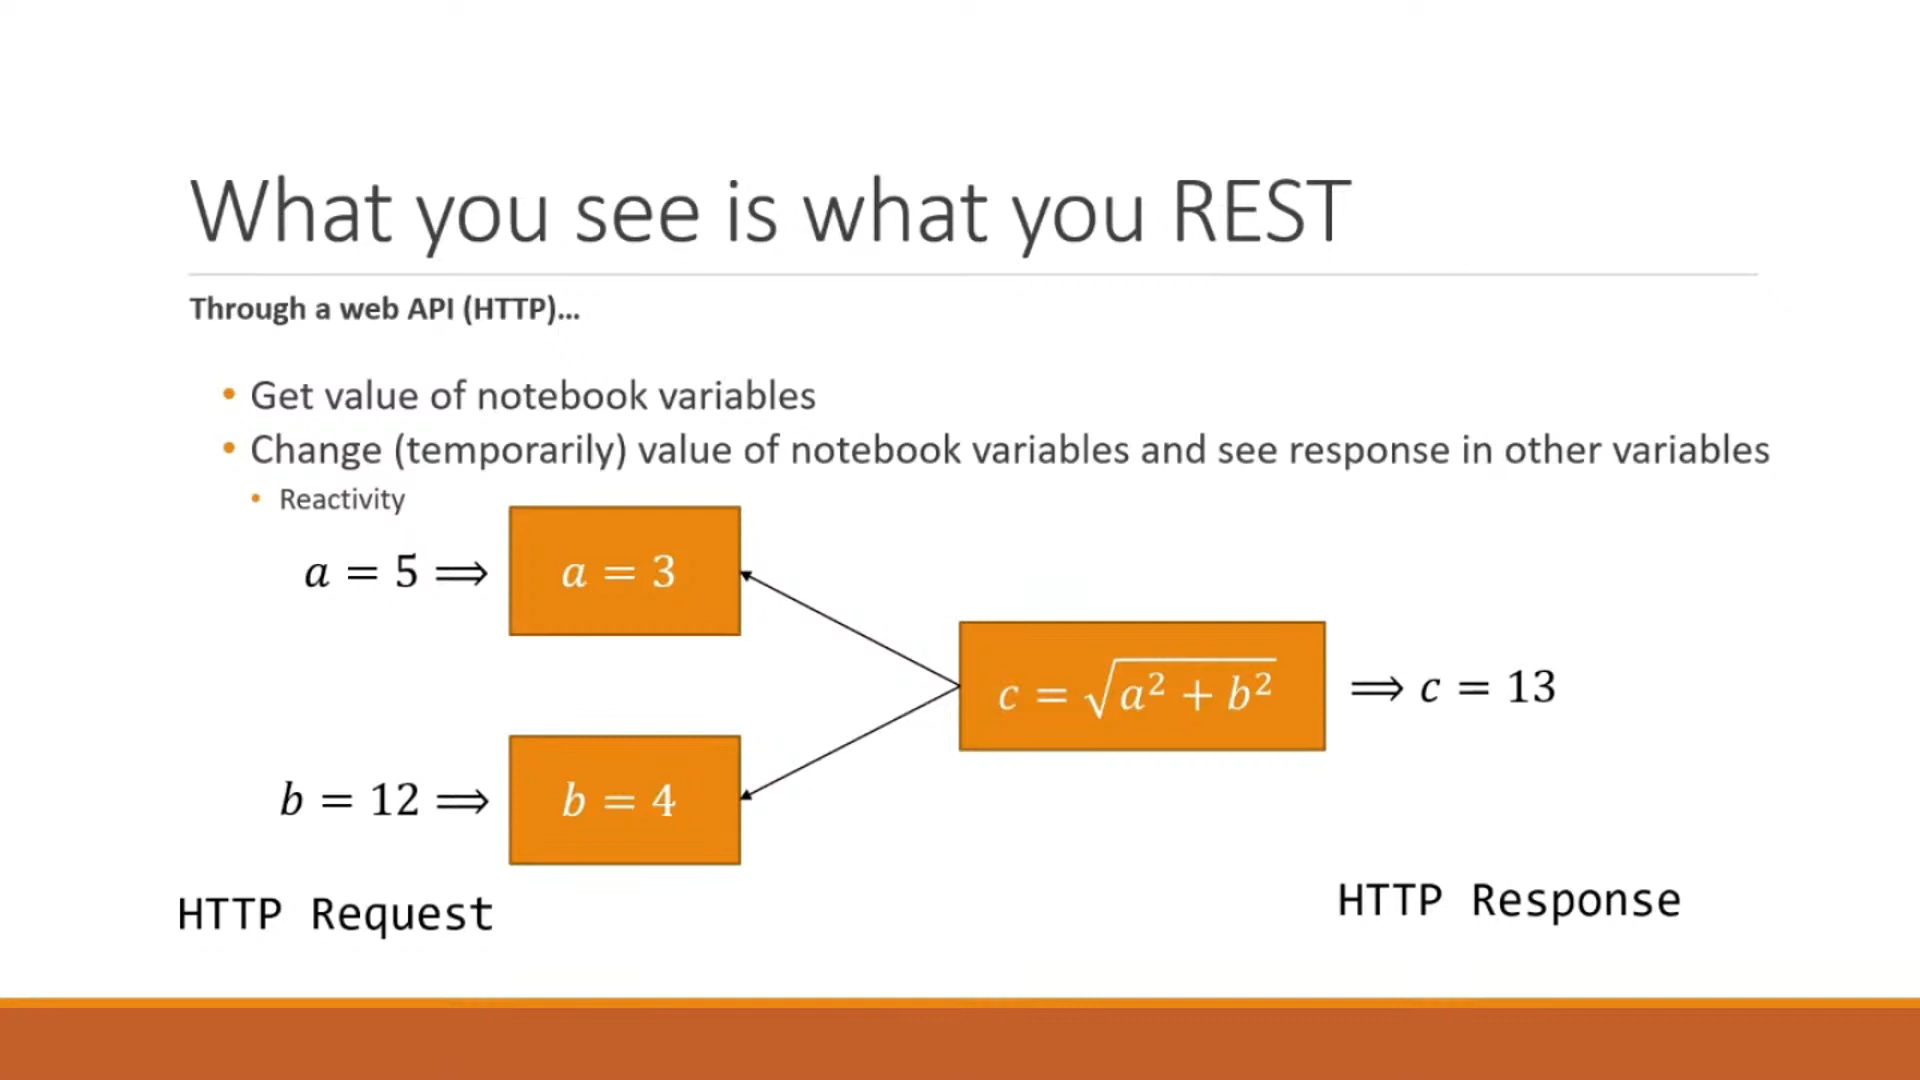 What you see is what you REST
Through a web API (HTTP)...
• Get value of notebook variables
• Change (temporarily) value of notebook variables and see response in other variables
• Reactivity
a = 5 ⟹
a = 3
c = √a² + b²
⟹ c = 13
b = 12 ⟹
b = 4
HTTP Request
HTTP Response